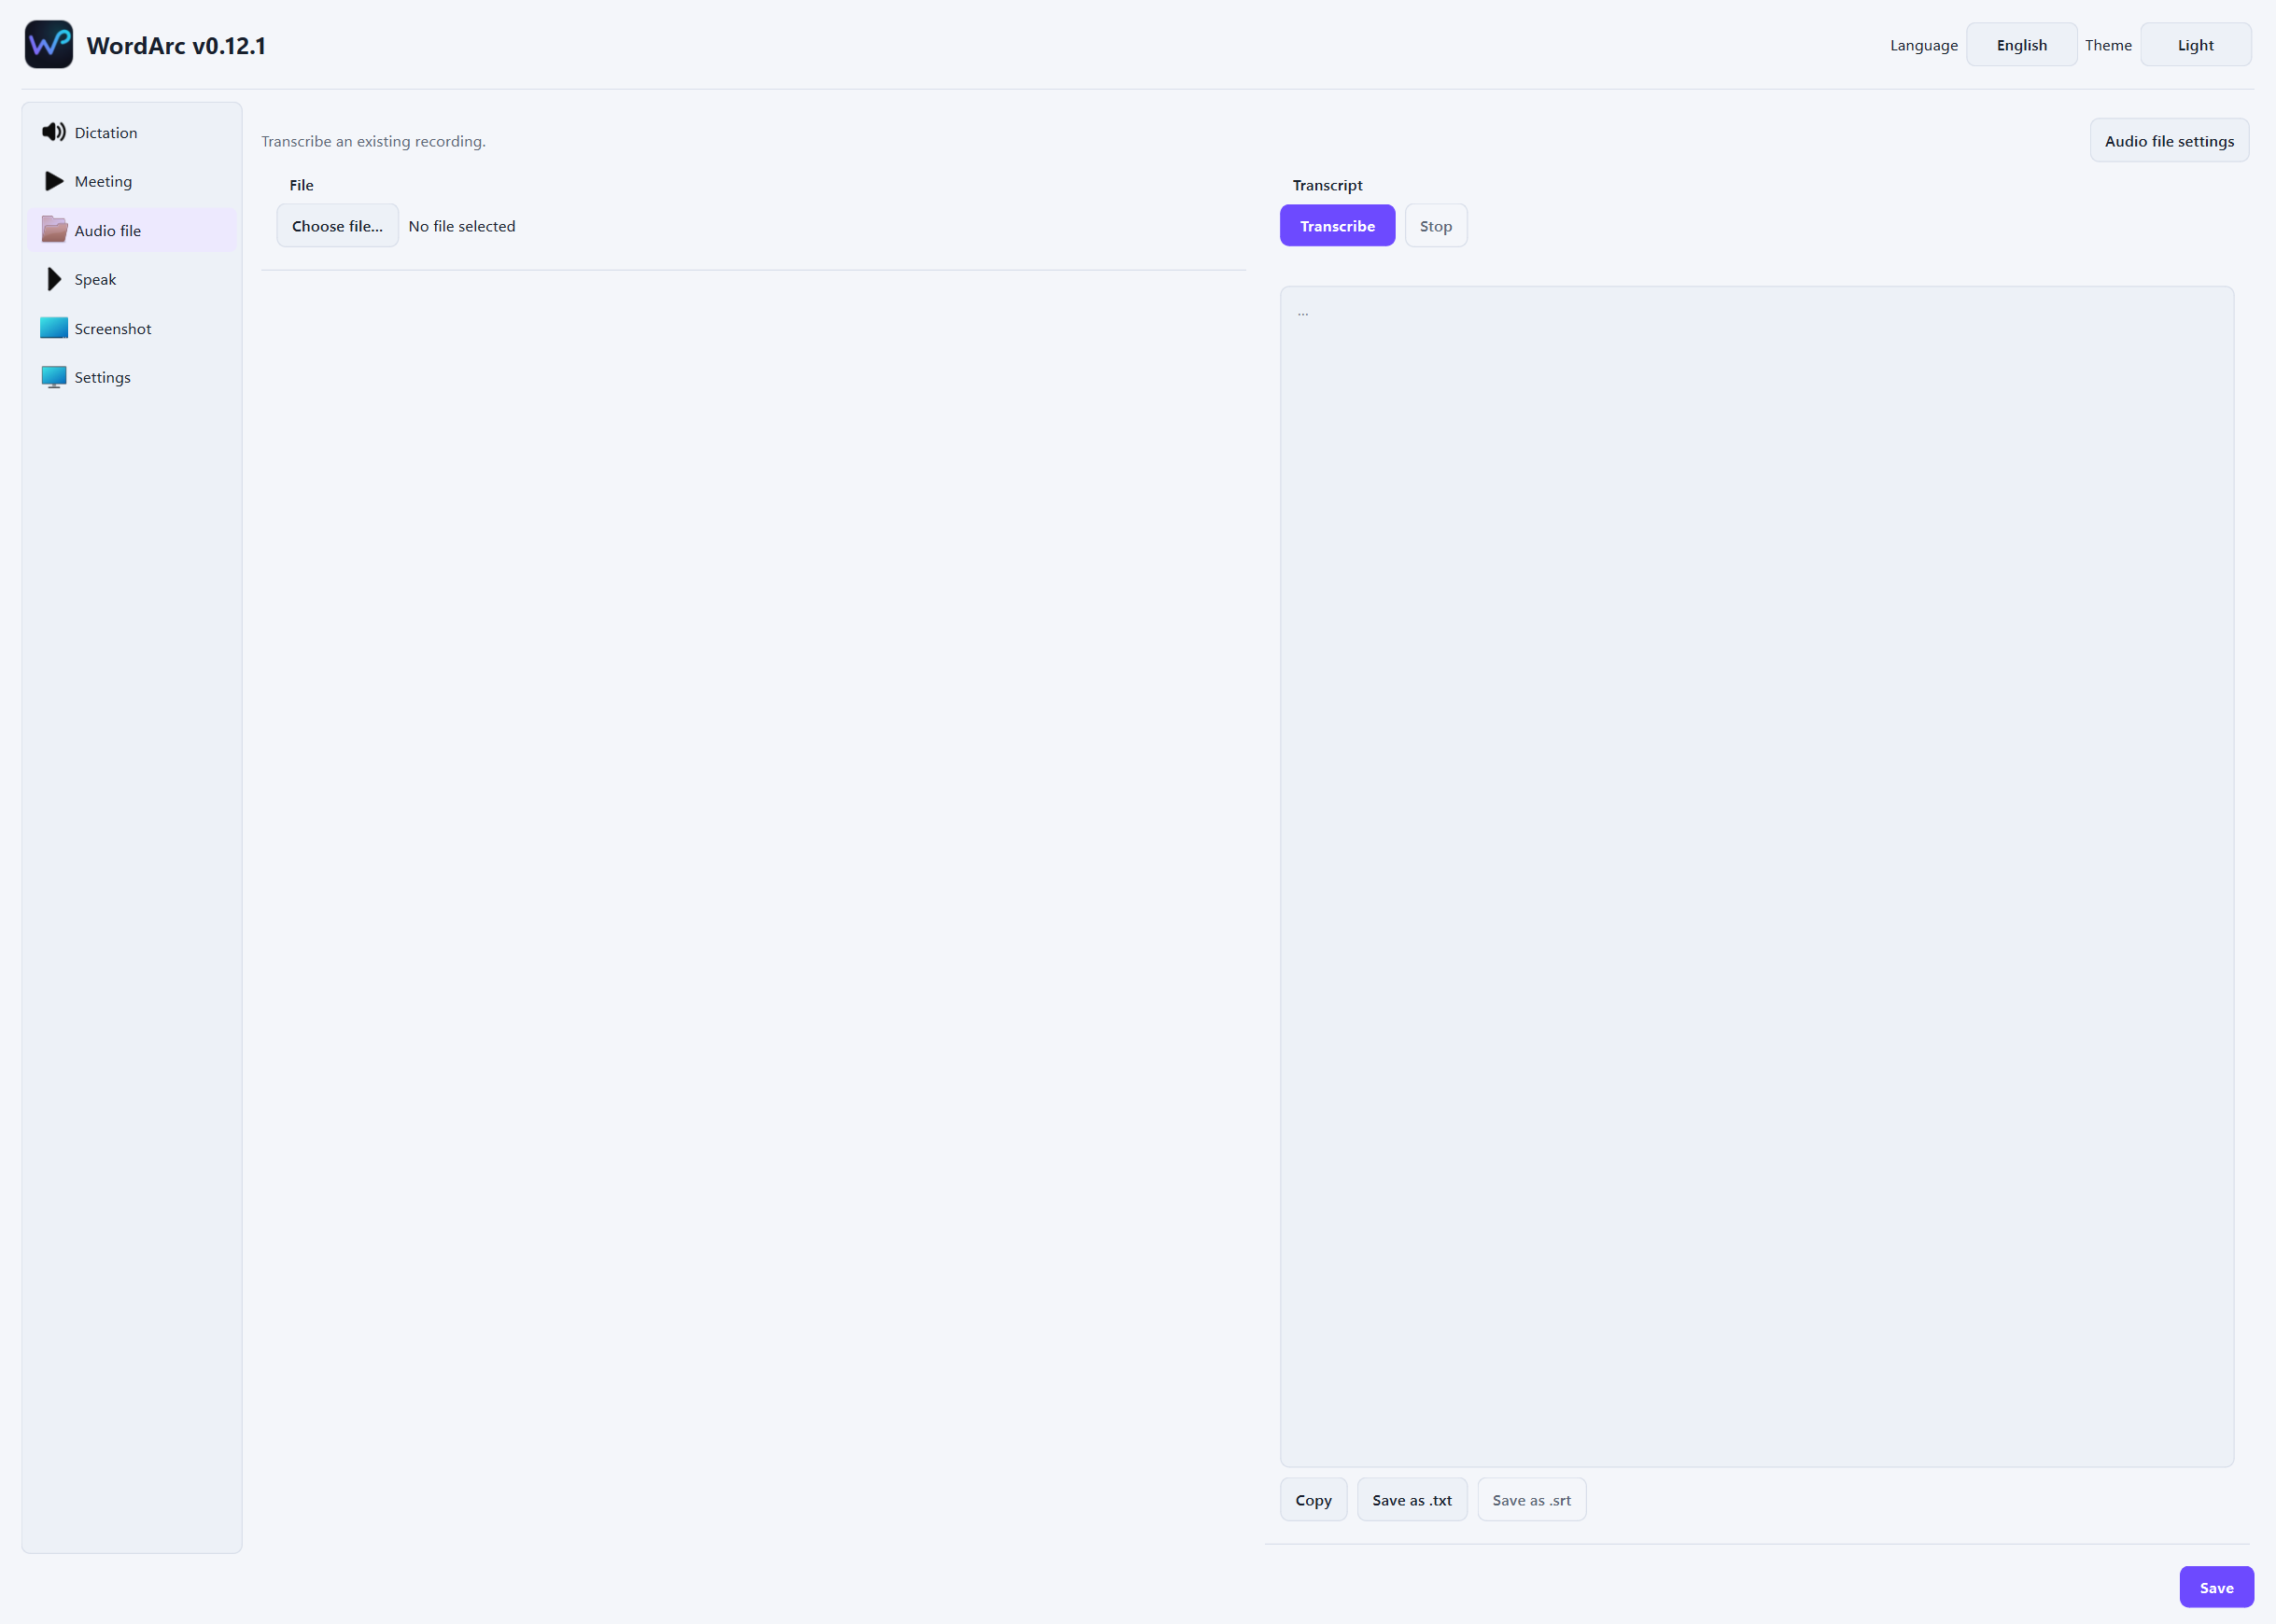 WordArc v0.12.1
Language English Theme Light
Dictation
Meeting
Audio file
Speak
Screenshot
Settings
Transcribe an existing recording.
Audio file settings
File
Choose file... No file selected
Transcript
Transcribe Stop
...
Copy Save as .txt Save as .srt
Save